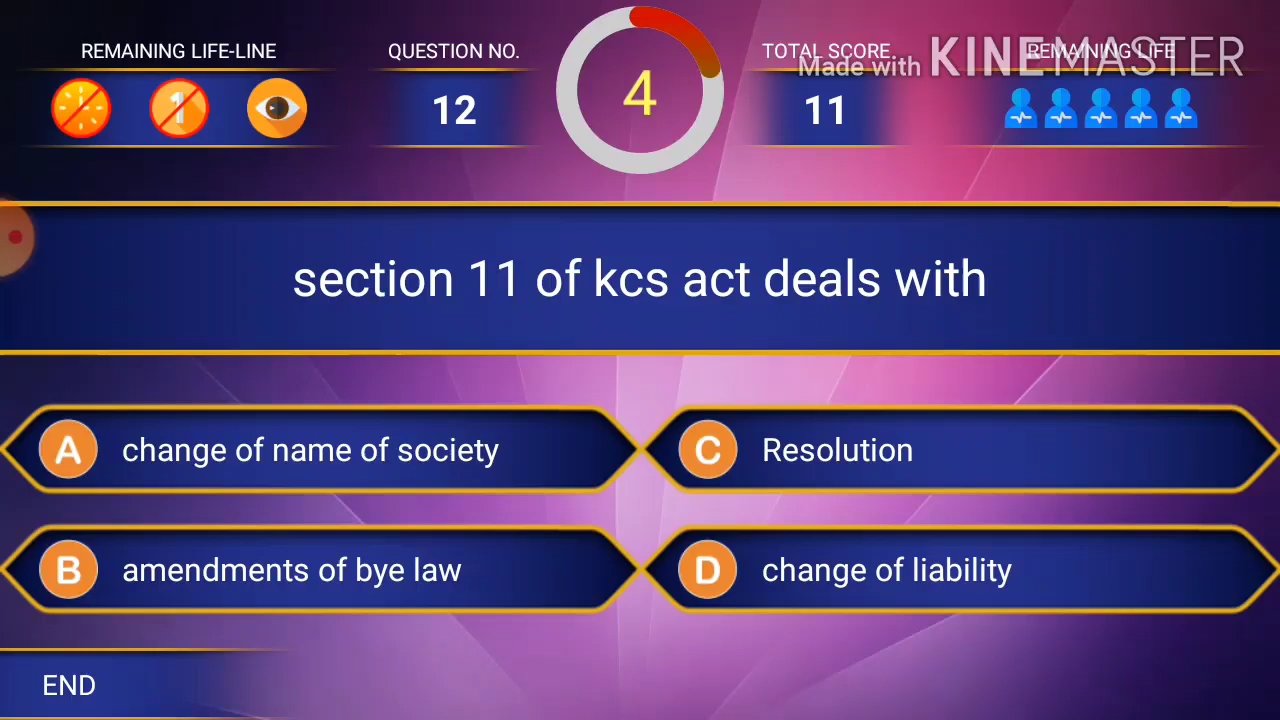 REMAINING LIFE-LINE
QUESTION NO.
TOTAL SCORE
REMAINING LIFE
Made with KINEMASTER
1
12
4
11
section 11 of kcs act deals with
A change of name of society
C Resolution
B amendments of bye law
D change of liability
END